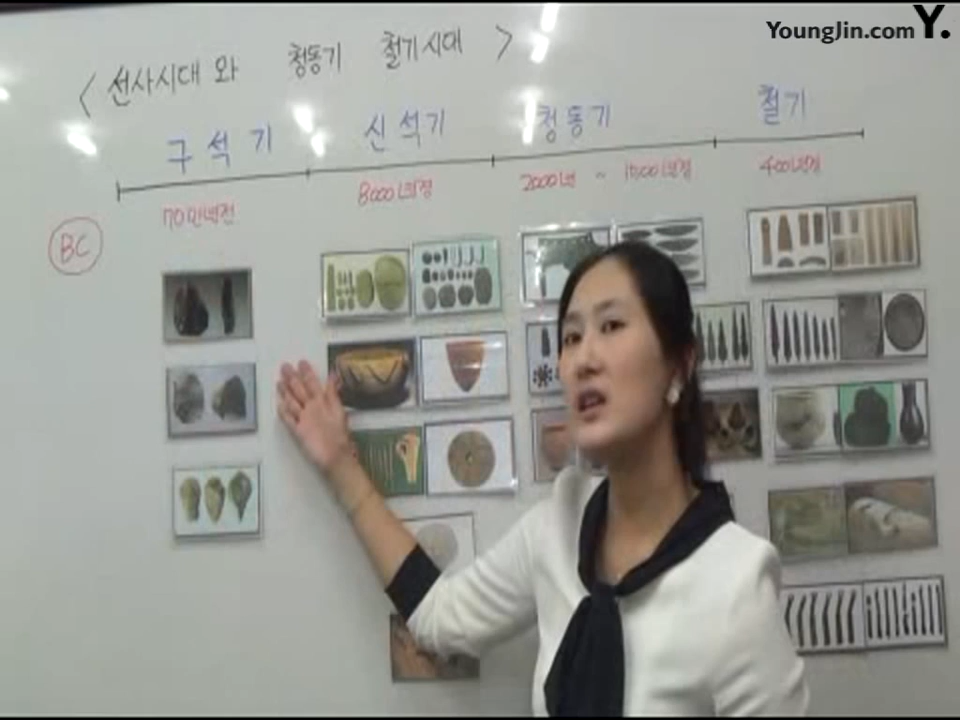 YoungJin.com Y.
< 선사시대 와 청동기 철기시대 >
구석기 신석기 청동기 철기
70만년전 8000년경 2000년 ~ 1500년경 400년경
BC